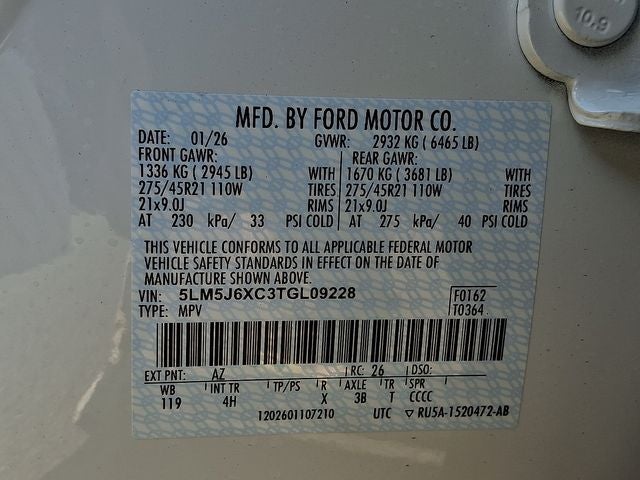 10.9
MFD. BY FORD MOTOR CO.
DATE: 01/26 GVWR: 2932 KG ( 6465 LB)
FRONT GAWR: REAR GAWR:
1336 KG ( 2945 LB) WITH 1670 KG ( 3681 LB) WITH
275/45R21 110W TIRES 275/45R21 110W TIRES
21x9.0J RIMS 21x9.0J RIMS
AT 230 kPa/ 33 PSI COLD AT 275 kPa/ 40 PSI COLD
THIS VEHICLE CONFORMS TO ALL APPLICABLE FEDERAL MOTOR
VEHICLE SAFETY STANDARDS IN EFFECT ON THE DATE OF
MANUFACTURE SHOWN ABOVE.
VIN: 5LM5J6XC3TGL09228 F0162
TYPE: MPV T0364
EXT PNT: AZ RC: 26 DSO:
WB INT TR TP/PS R AXLE TR SPR
119 4H X 3B T CCCC
1202601107210 UTC ▽ RU5A-1520472-AB